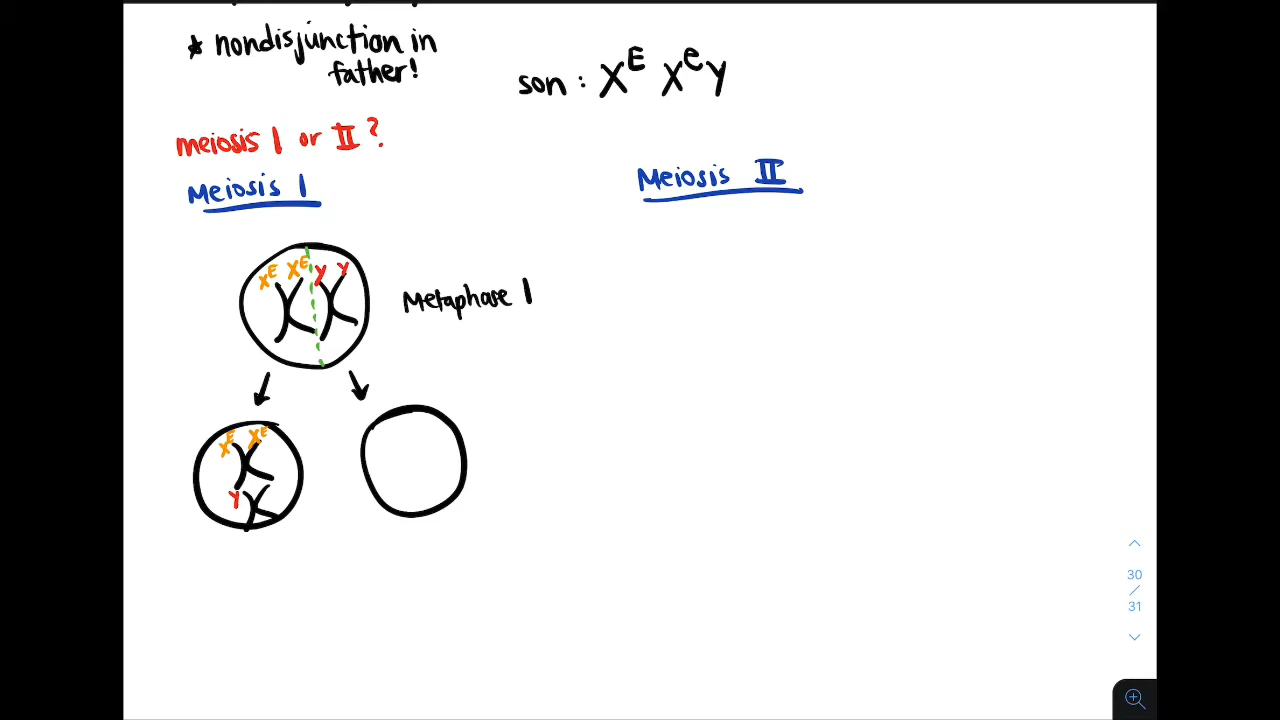 * nondisjunction in
father!
son : X^E X^e Y
meiosis I or II?
Meiosis I
Meiosis II
X^E X^E Y Y
Metaphase I
X^E X^E
Y
30
/
31